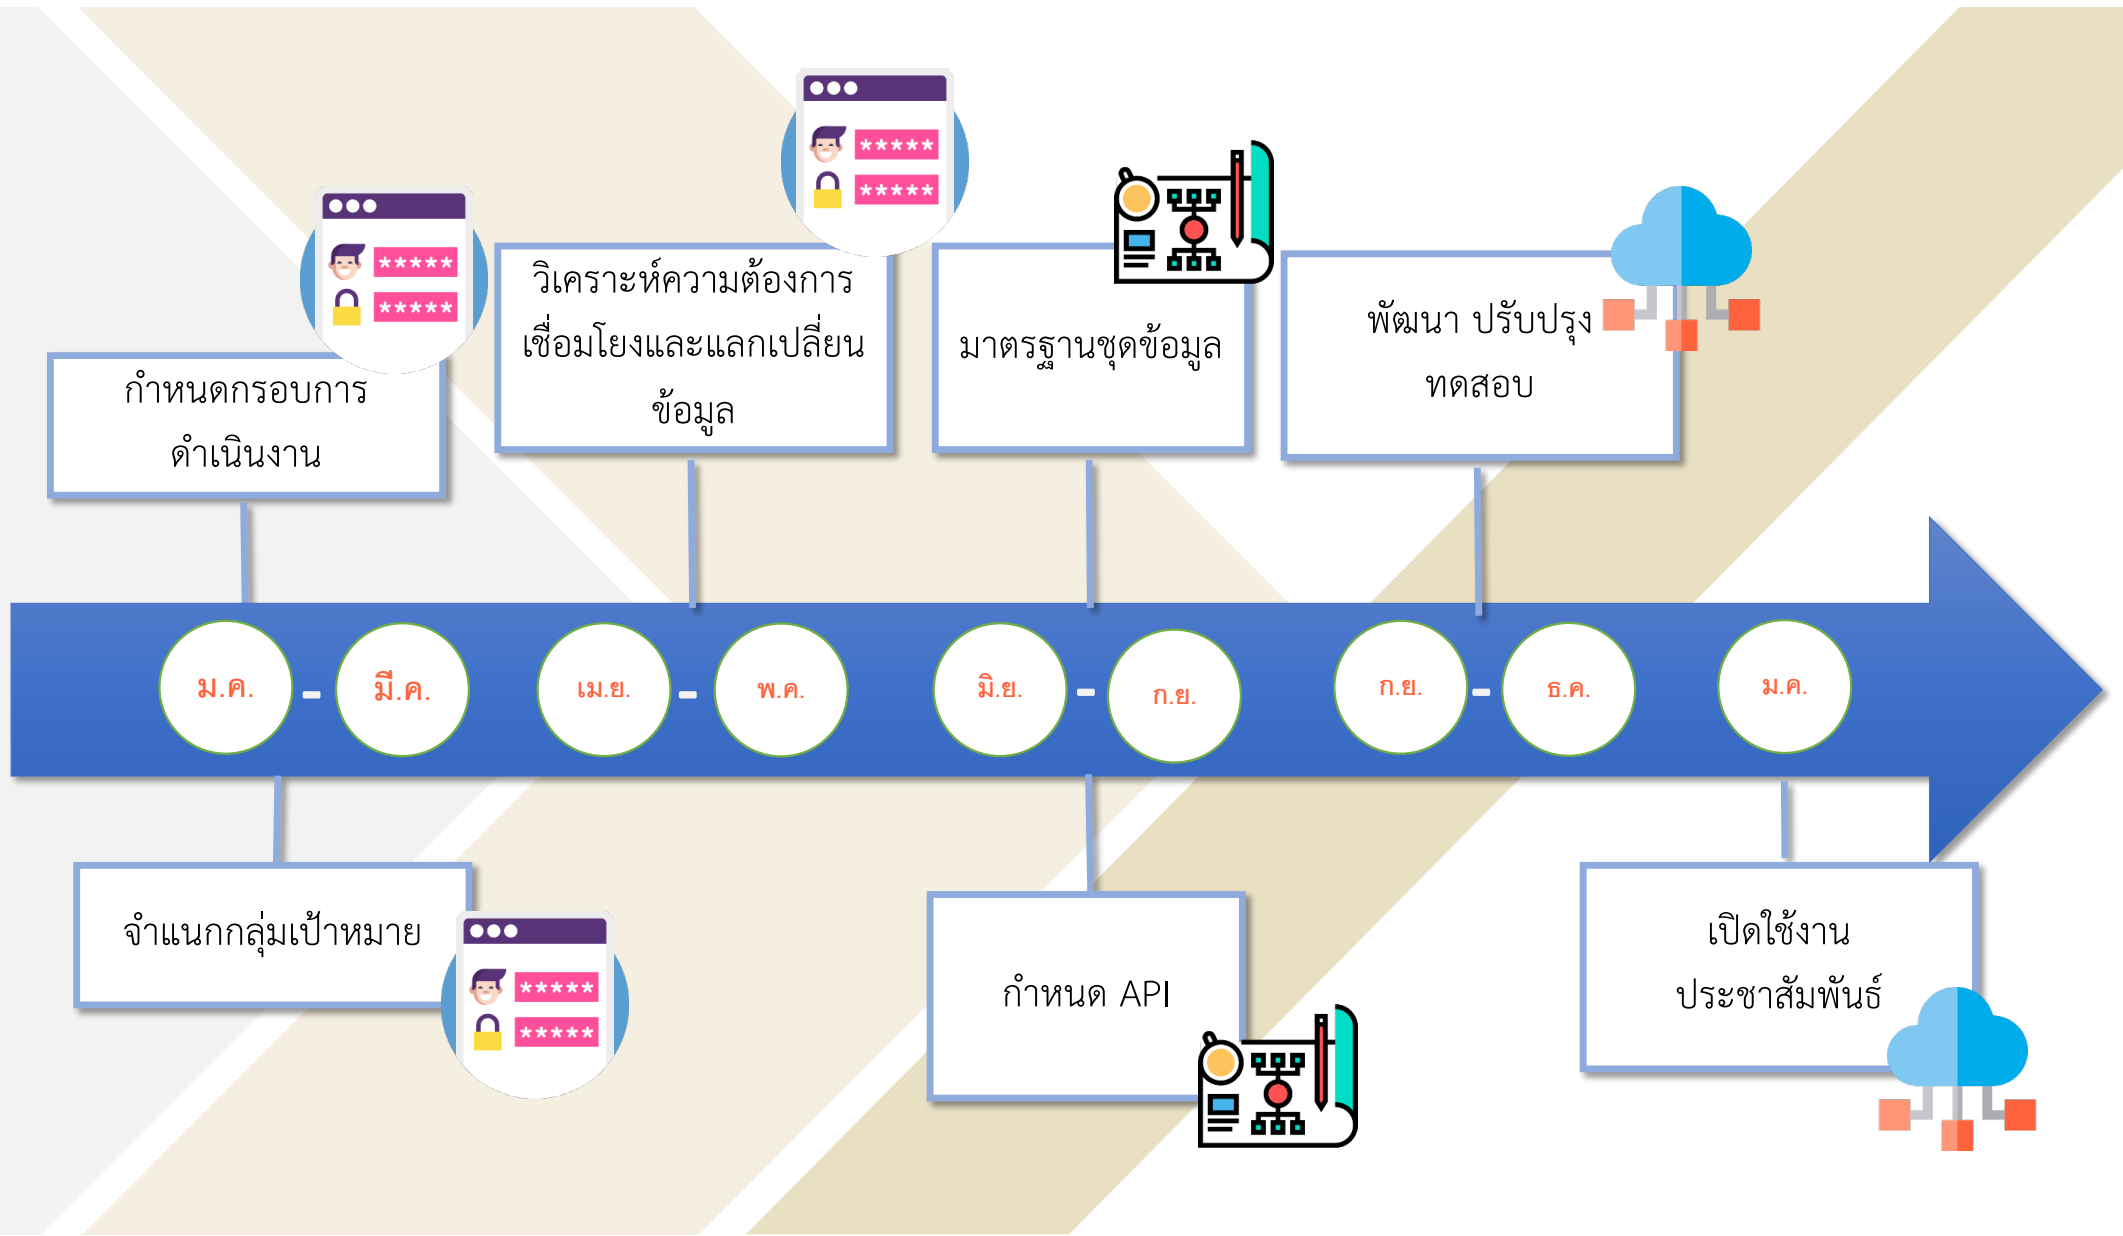 *****
*****
*****
*****
วิเคราะห์ความต้องการ
เชื่อมโยงและแลกเปลี่ยน
ข้อมูล
มาตรฐานชุดข้อมูล
พัฒนา ปรับปรุง
ทดสอบ
กำหนดกรอบการ
ดำเนินงาน
ม.ค. - มี.ค. เม.ย. - พ.ค. มิ.ย. - ก.ย. ก.ย. - ธ.ค. ม.ค.
จำแนกกลุ่มเป้าหมาย
*****
*****
กำหนด API
เปิดใช้งาน
ประชาสัมพันธ์